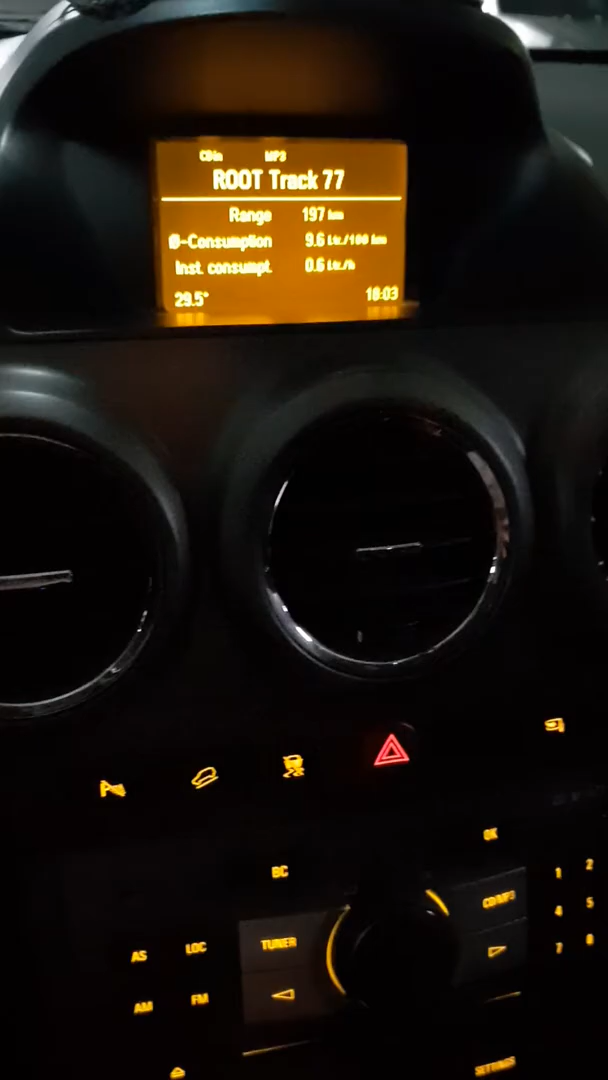 CD in MP3
ROOT Track 77
Range 197 km
Ø-Consumption 9.6 Ltr./100 km
Inst. consumpt. 0.6 Ltr./h
29.5° 18:03
OK
BC
1 2
CD/MP3
4 5
TUNER
AS LOC
7 8
AM FM
SETTINGS